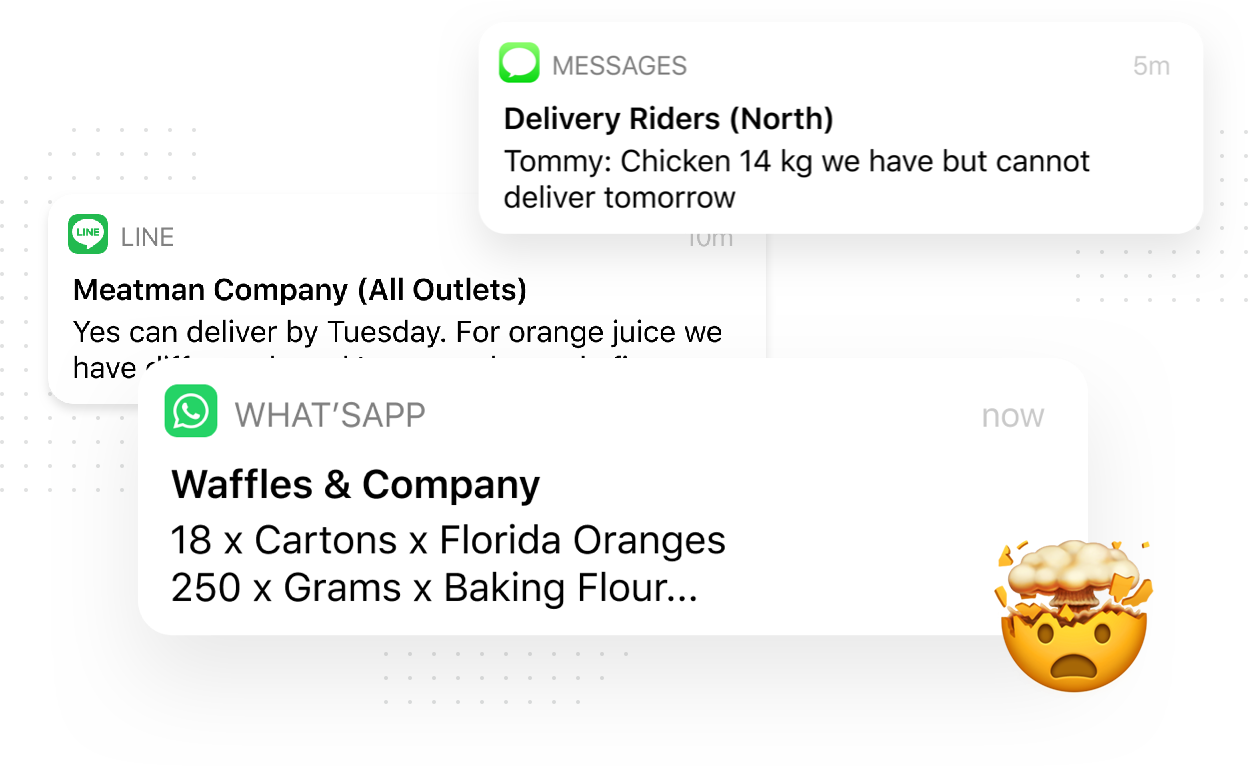 MESSAGES
5m
Delivery Riders (North)
Tommy: Chicken 14 kg we have but cannot
deliver tomorrow
LINE
LINE
10m
Meatman Company (All Outlets)
Yes can deliver by Tuesday. For orange juice we
have
WHAT’SAPP
now
Waffles & Company
18 x Cartons x Florida Oranges
250 x Grams x Baking Flour...